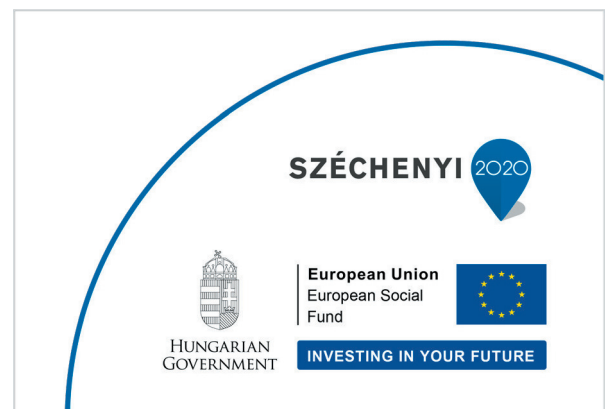 SZÉCHENYI 2020
European Union
European Social
Fund
HUNGARIAN
GOVERNMENT
INVESTING IN YOUR FUTURE